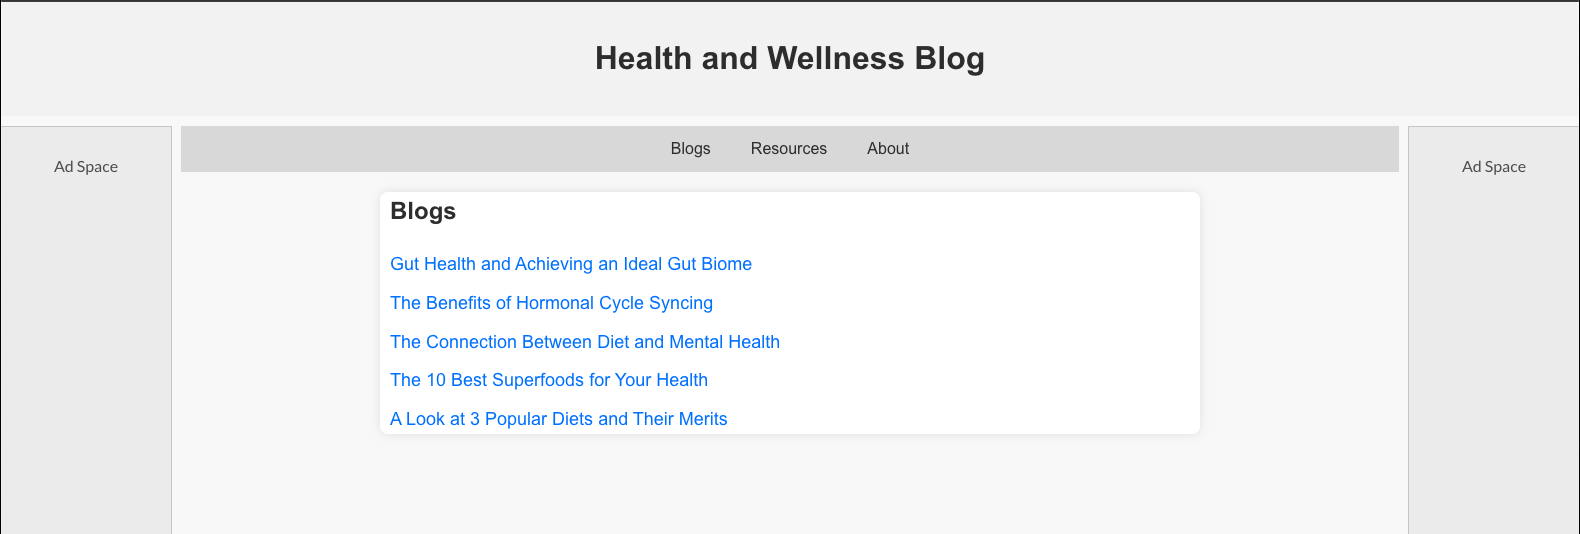 Health and Wellness Blog
Ad Space
Blogs Resources About
Ad Space
Blogs
Gut Health and Achieving an Ideal Gut Biome
The Benefits of Hormonal Cycle Syncing
The Connection Between Diet and Mental Health
The 10 Best Superfoods for Your Health
A Look at 3 Popular Diets and Their Merits